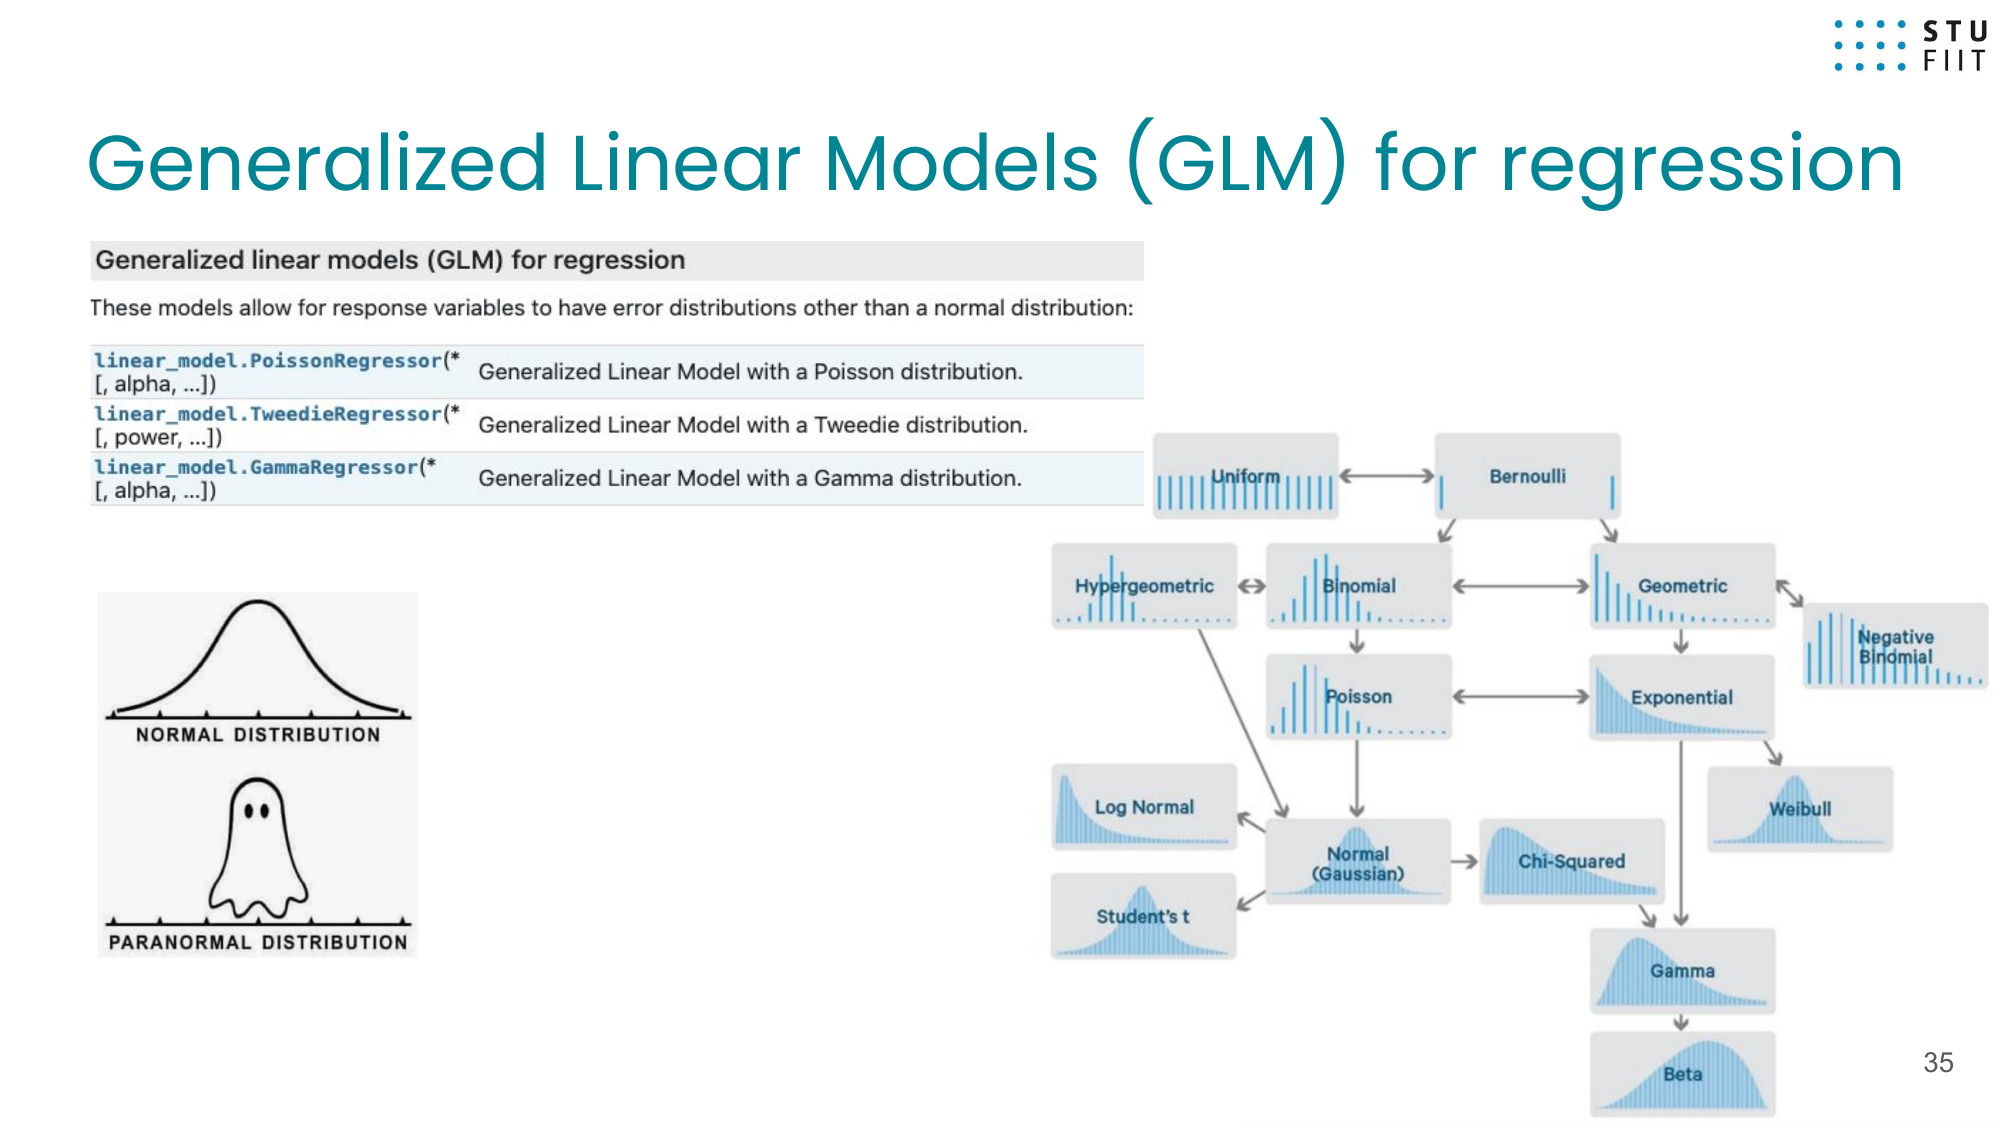 STU
FIIT
Generalized Linear Models (GLM) for regression
Generalized linear models (GLM) for regression
These models allow for response variables to have error distributions other than a normal distribution:
linear_model.PoissonRegressor(*
[, alpha, ...])
Generalized Linear Model with a Poisson distribution.
linear_model.TweedieRegressor(*
[, power, ...])
Generalized Linear Model with a Tweedie distribution.
linear_model.GammaRegressor(*
[, alpha, ...])
Generalized Linear Model with a Gamma distribution.
NORMAL DISTRIBUTION
PARANORMAL DISTRIBUTION
Uniform
Bernoulli
Hypergeometric
Binomial
Geometric
Negative
Binomial
Poisson
Exponential
Log Normal
Weibull
Normal
(Gaussian)
Chi-Squared
Student's t
Gamma
Beta
35